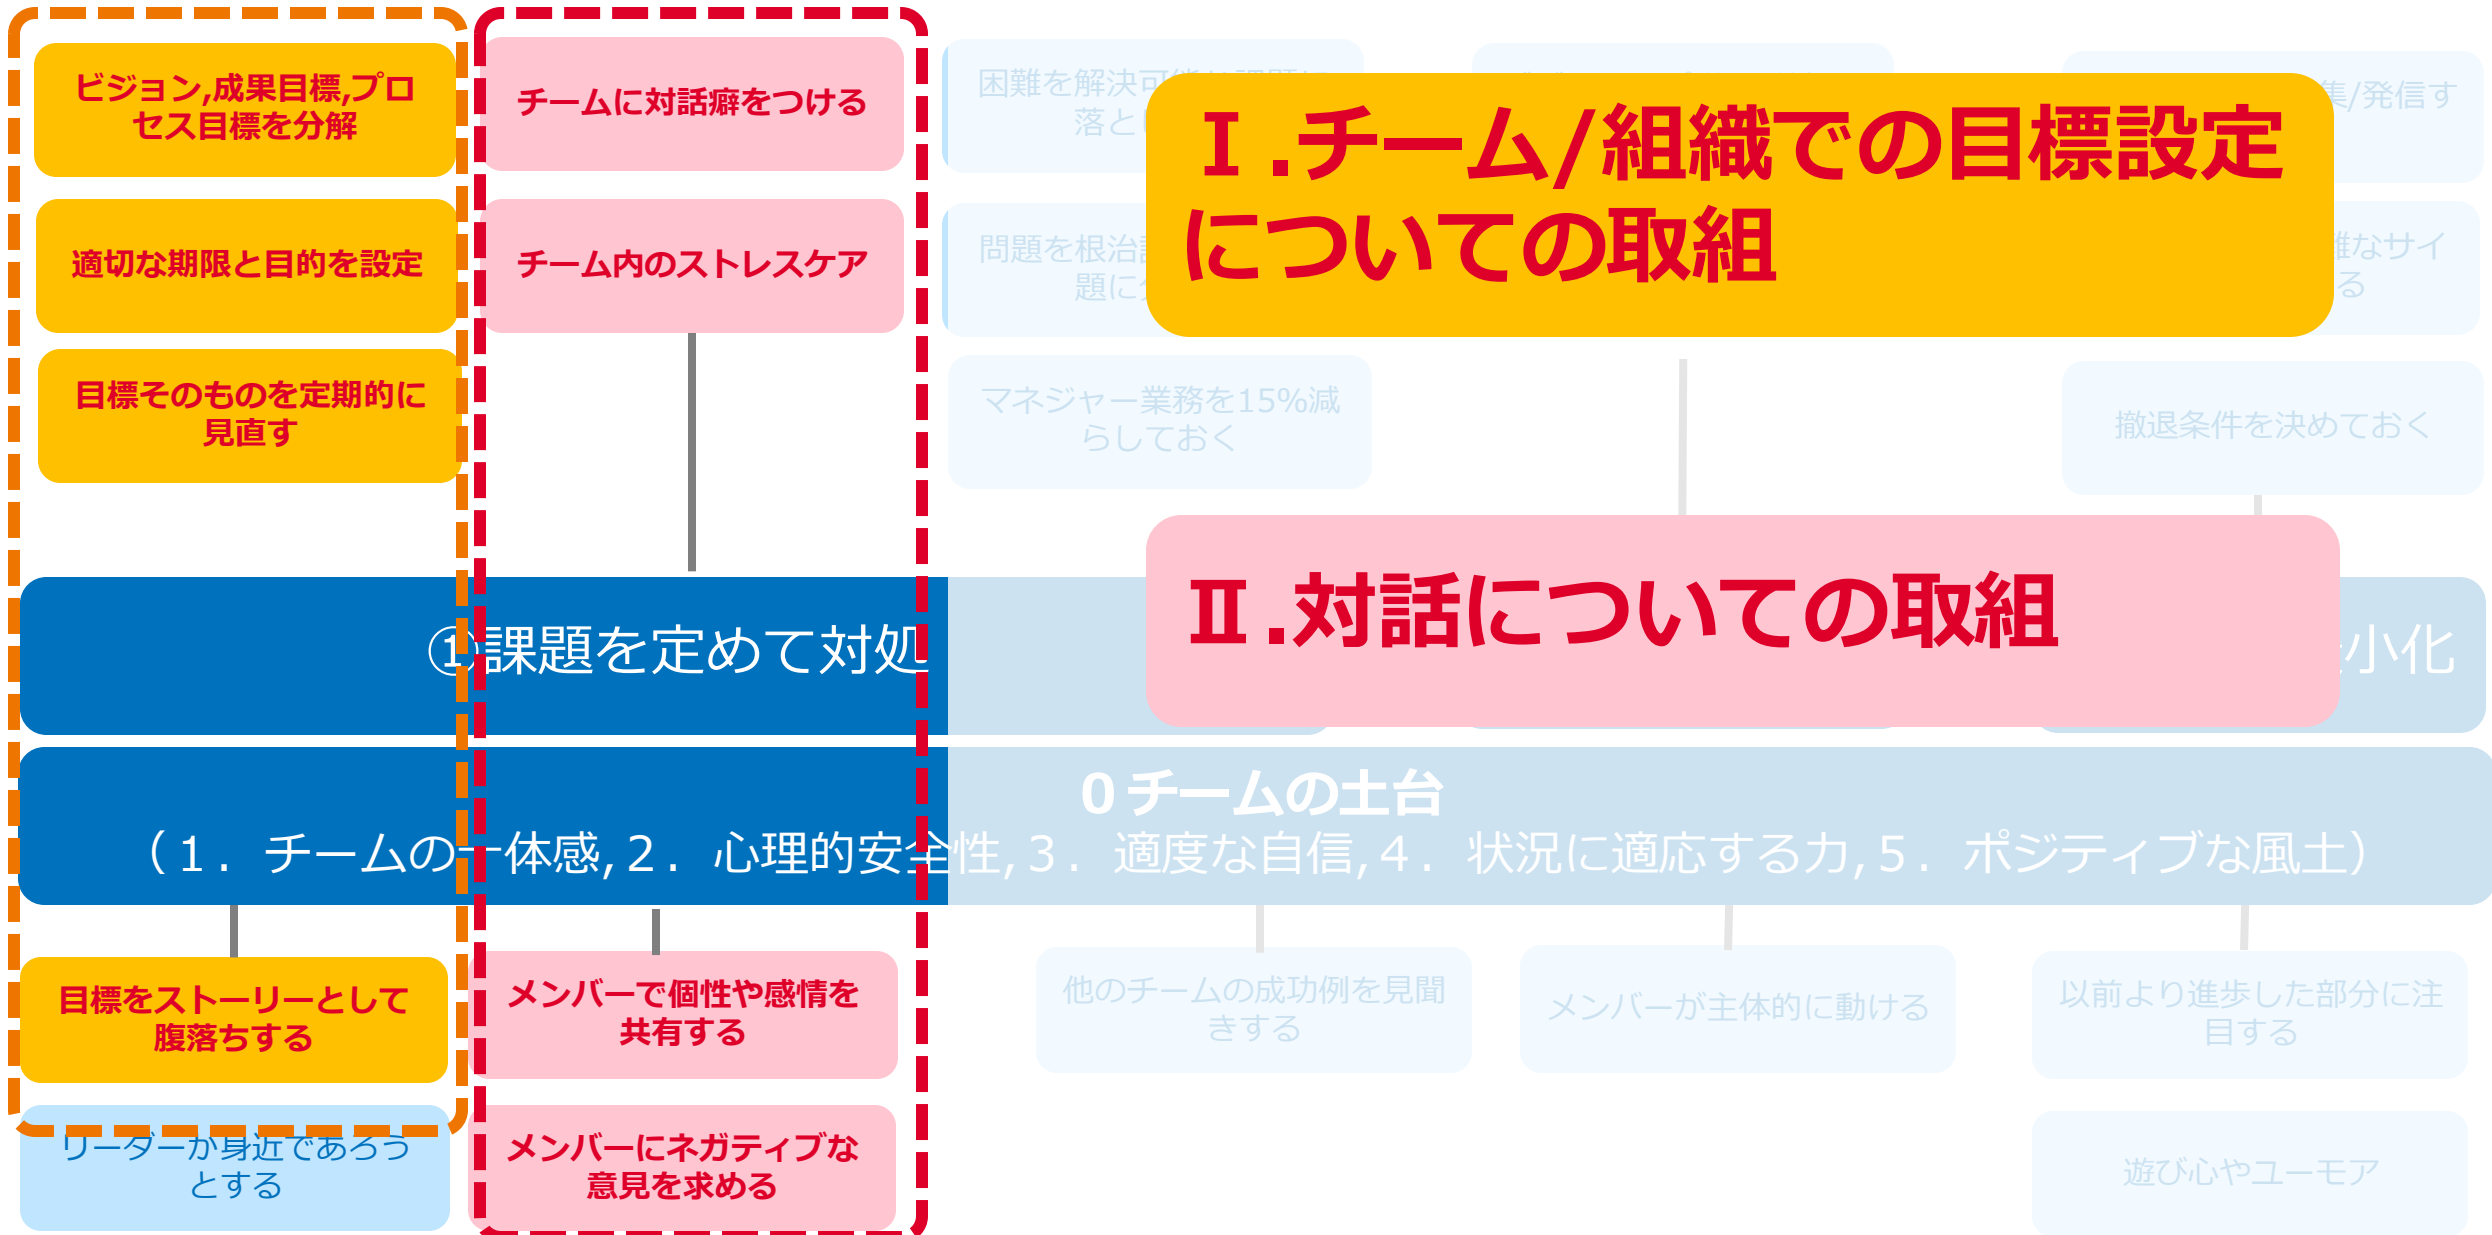 ビジョン,成果目標,プロ
セス目標を分解
チームに対話癖をつける
適切な期限と目的を設定
チーム内のストレスケア
目標そのものを定期的に
見直す
困難を解決可能
落と
集/発信す
Ⅰ.チーム/組織での目標設定
についての取組
問題を根治
題に
難なサイ
る
マネジャー業務を15%減
らしておく
撤退条件を決めておく
①課題を定めて対処
Ⅱ.対話についての取組
小化
0 チームの土台
（１．チームの一体感,２．心理的安全性,３．適度な自信,４．状況に適応する力,５．ポジティブな風土）
目標をストーリーとして
腹落ちする
メンバーで個性や感情を
共有する
他のチームの成功例を見聞
きする
メンバーが主体的に動ける
以前より進歩した部分に注
目する
リーダーが身近であろう
とする
メンバーにネガティブな
意見を求める
遊び心やユーモア